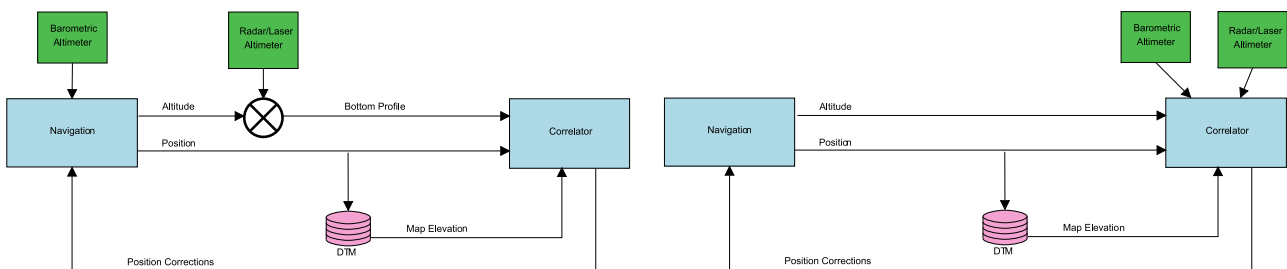 Barometric
Altimeter
Radar/Laser
Altimeter
Navigation
Altitude
Bottom Profile
Position
Correlator
Map Elevation
DTM
Position Corrections
Barometric
Altimeter
Radar/Laser
Altimeter
Navigation
Altitude
Position
Correlator
Map Elevation
DTM
Position Corrections